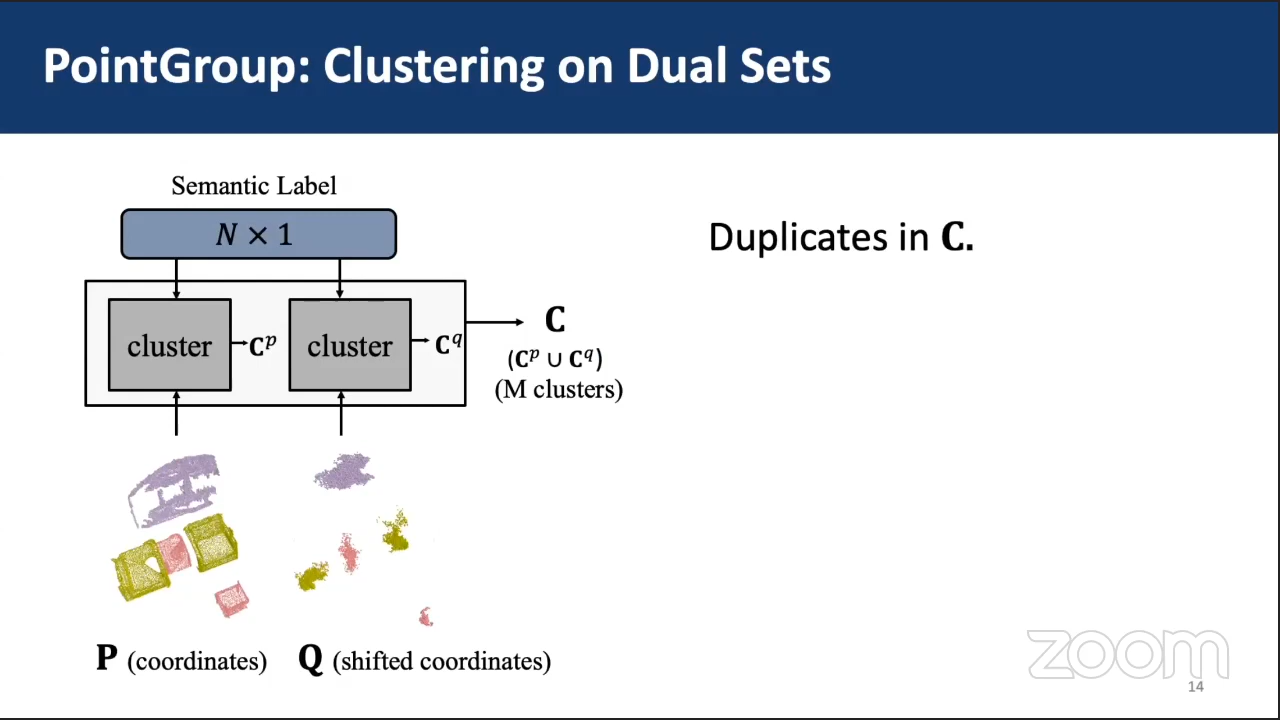 PointGroup: Clustering on Dual Sets
Semantic Label
N × 1
Duplicates in C.
cluster
C^p
cluster
C^q
C
(C^p ∪ C^q)
(M clusters)
P (coordinates)
Q (shifted coordinates)
zoom
14